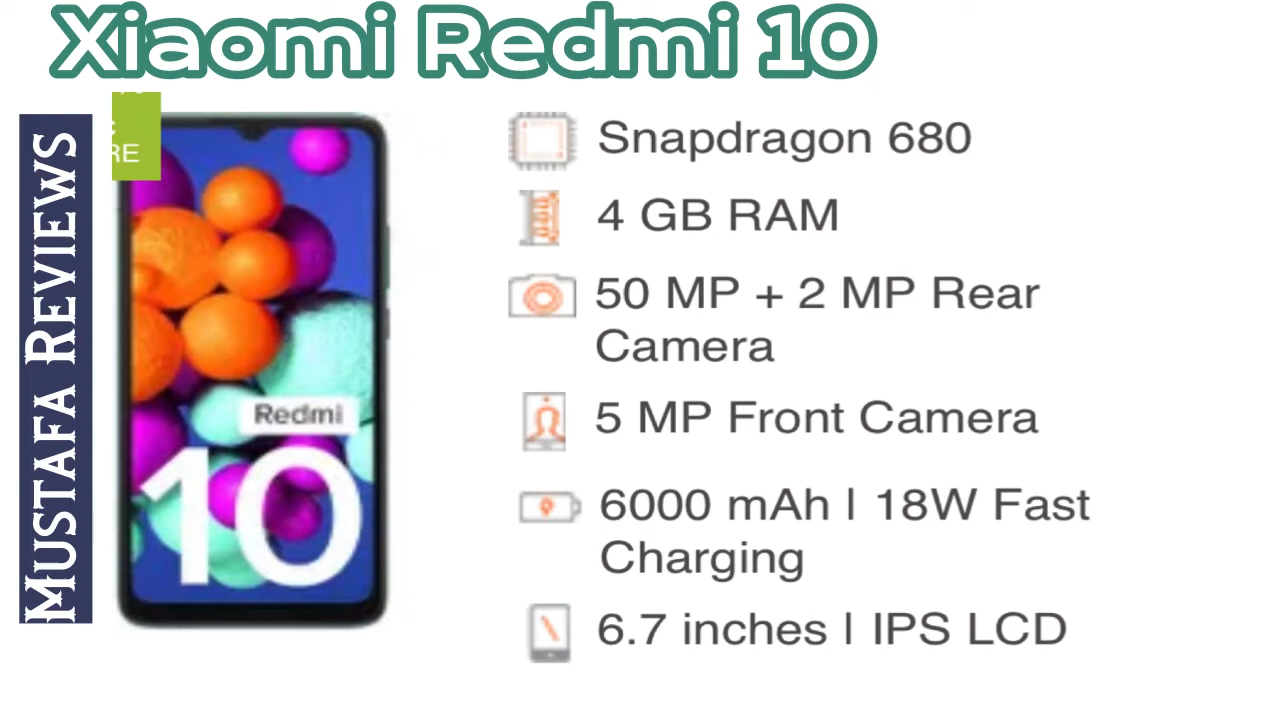 Xiaomi Redmi 10
MUSTAFA REVIEWS
RE
Redmi
10
Snapdragon 680
4 GB RAM
50 MP + 2 MP Rear
Camera
5 MP Front Camera
6000 mAh | 18W Fast
Charging
6.7 inches | IPS LCD